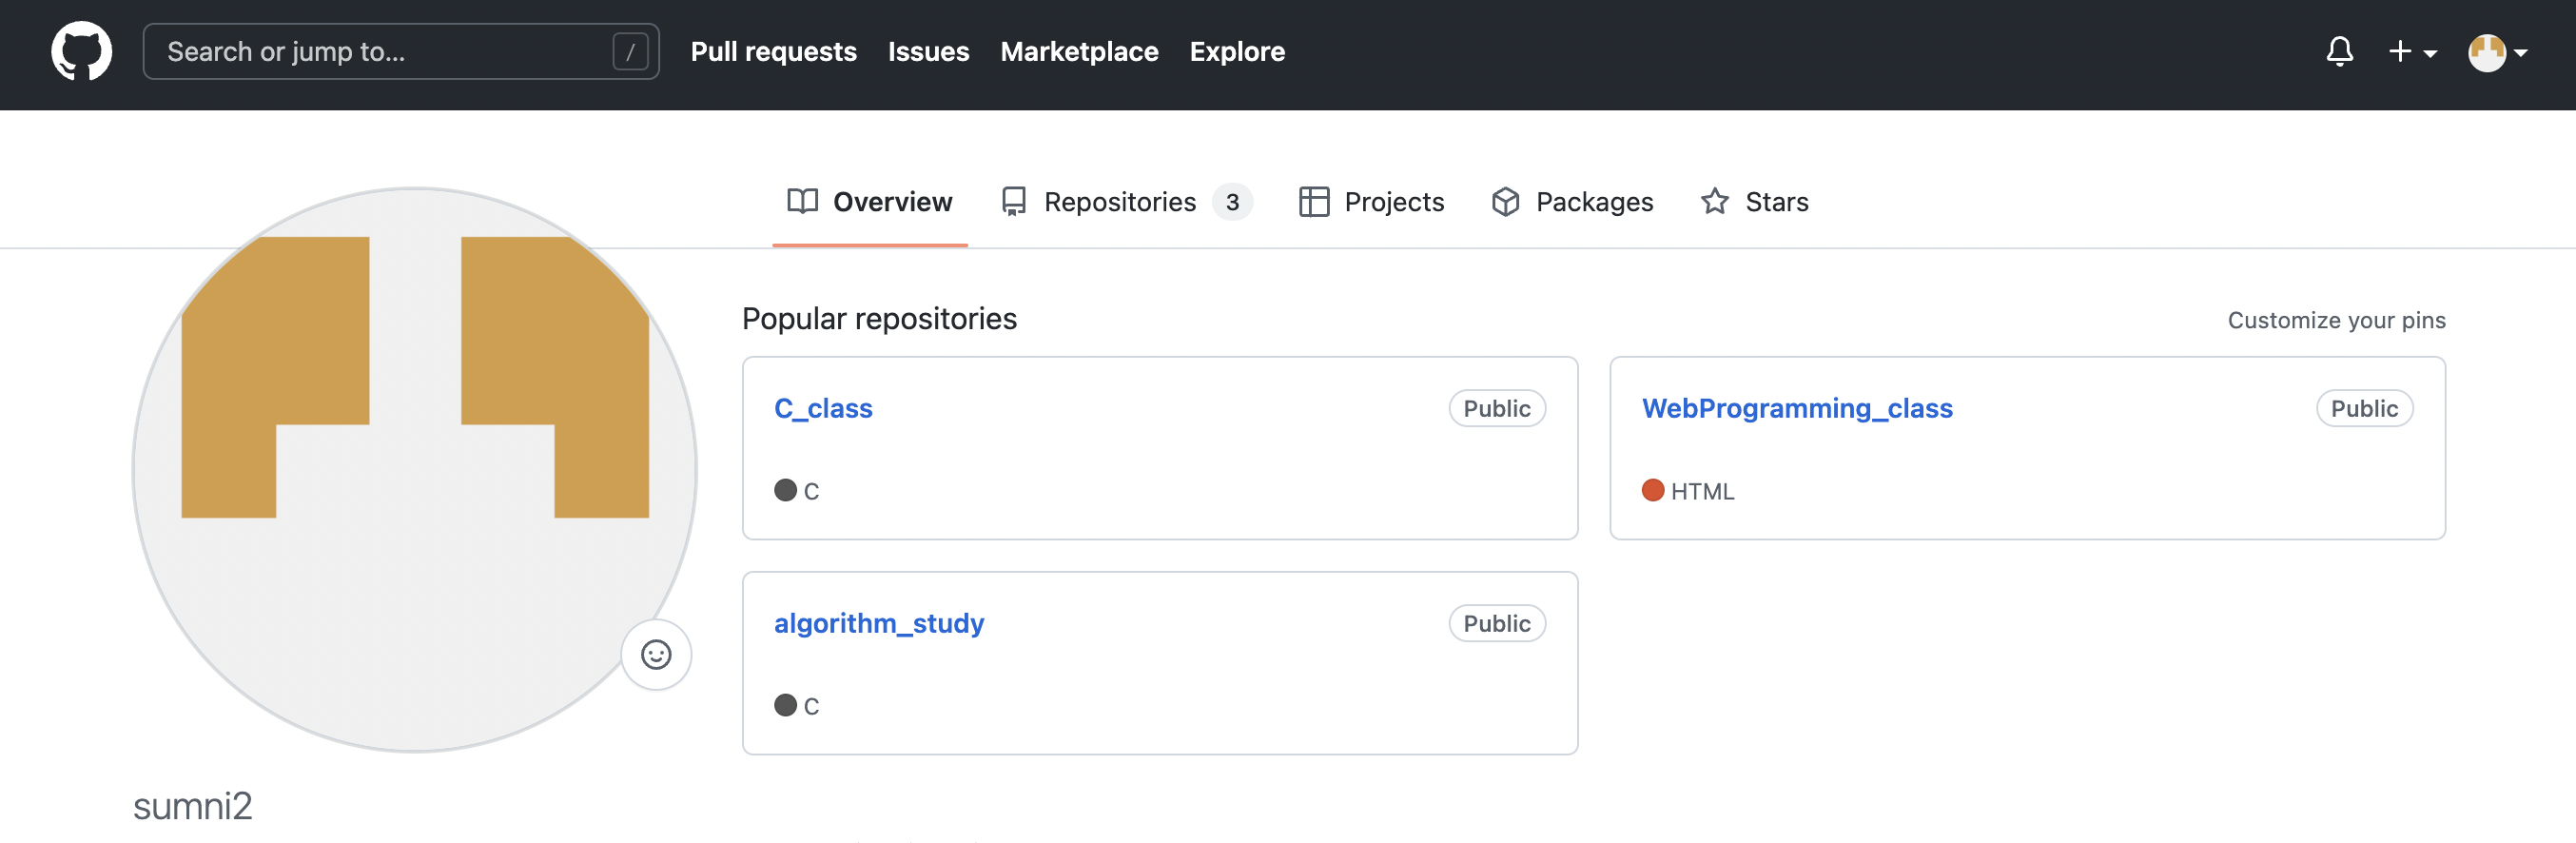 Search or jump to... /
Pull requests Issues Marketplace Explore
Overview Repositories 3 Projects Packages Stars
Popular repositories
Customize your pins
C_class Public
C
WebProgramming_class Public
HTML
algorithm_study Public
C
sumni2